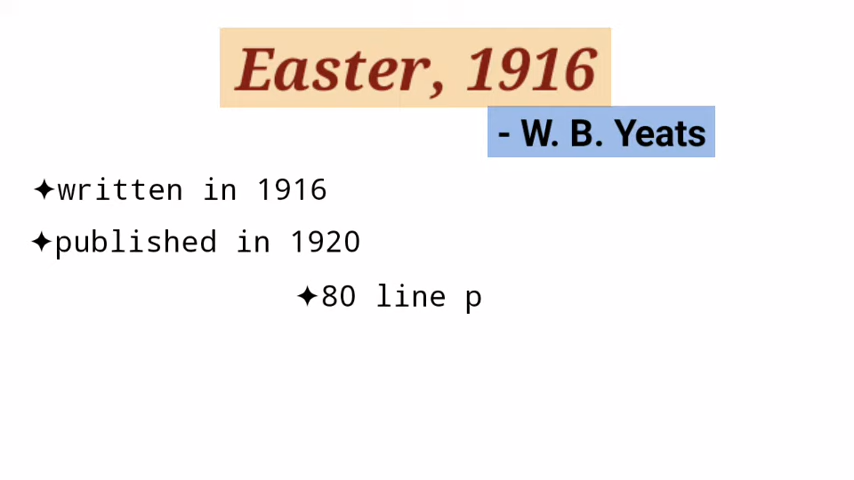 Easter, 1916
- W. B. Yeats
✦written in 1916
✦published in 1920
✦80 line p